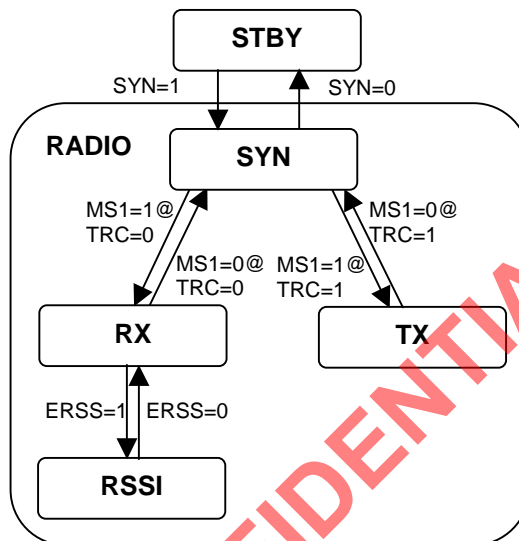 STBY
SYN=1
SYN=0
RADIO
SYN
MS1=1@
TRC=0
MS1=0@
TRC=0
MS1=1@
TRC=1
MS1=0@
TRC=1
RX
TX
ERSS=1
ERSS=0
RSSI
FIDENTIA